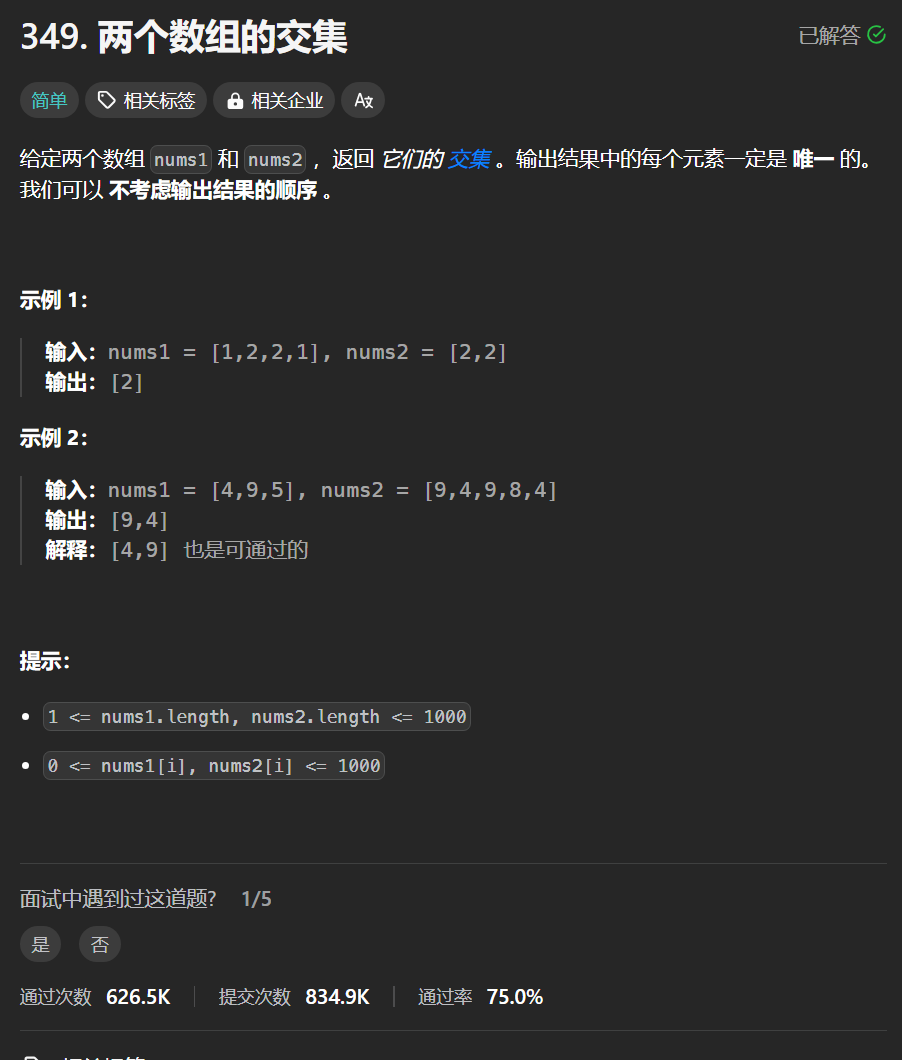 349. 两个数组的交集
已解答
简单 相关标签 相关企业
给定两个数组 nums1 和 nums2 ，返回 它们的 交集 。输出结果中的每个元素一定是 唯一 的。
我们可以 不考虑输出结果的顺序 。
示例 1：
输入：nums1 = [1,2,2,1], nums2 = [2,2]
输出：[2]
示例 2：
输入：nums1 = [4,9,5], nums2 = [9,4,9,8,4]
输出：[9,4]
解释：[4,9] 也是可通过的
提示：
1 <= nums1.length, nums2.length <= 1000
0 <= nums1[i], nums2[i] <= 1000
面试中遇到过这道题? 1/5
是 否
通过次数 626.5K 提交次数 834.9K 通过率 75.0%